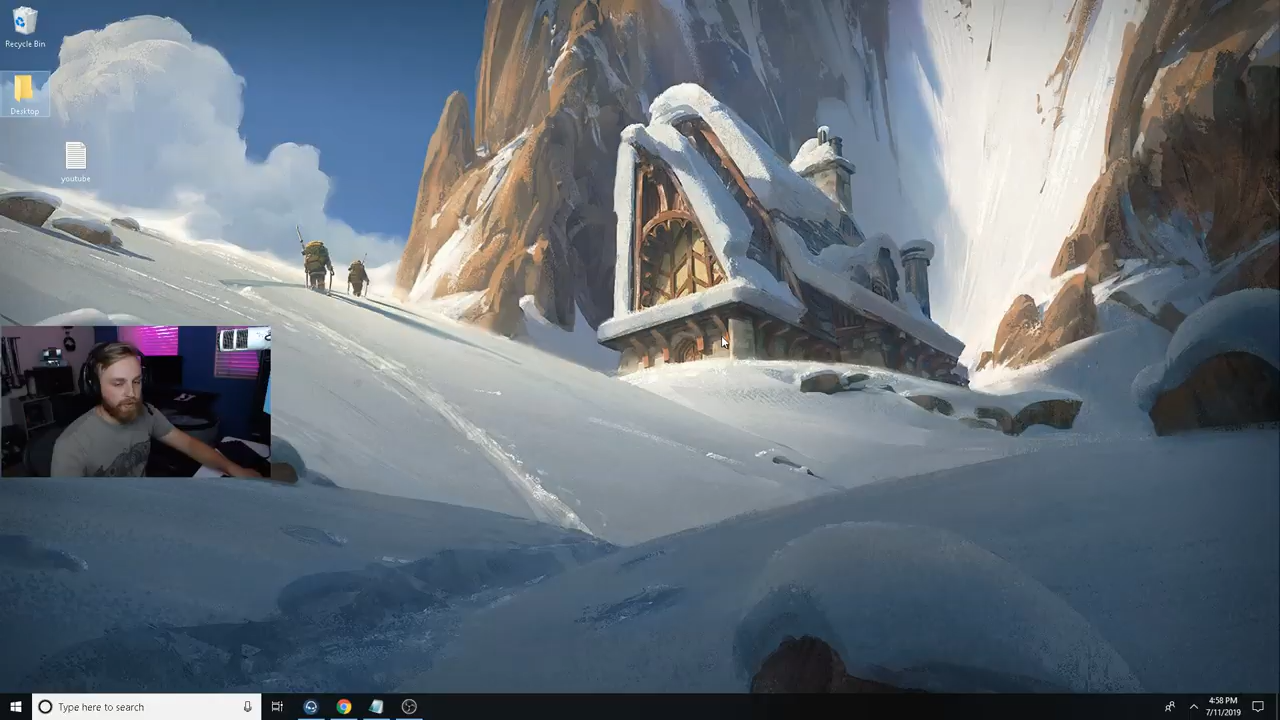 Recycle Bin
Desktop
youtube
Type here to search
4:58 PM
7/11/2019